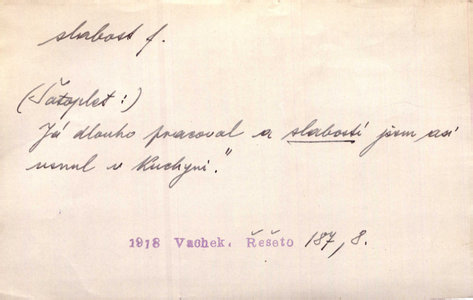 slabost f.
(Šatoplet:)
Já dlouho pracoval a slabostí jsem asi
usnul v kuchyni."
1918 Vachek. Řešeto 187, 8.